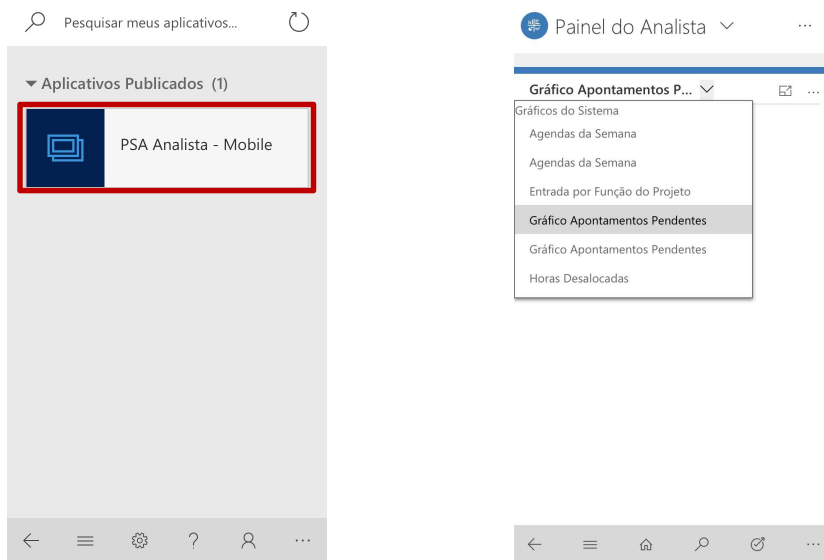 Pesquisar meus aplicativos...
Aplicativos Publicados (1)
PSA Analista - Mobile
Painel do Analista
Gráfico Apontamentos P...
Gráficos do Sistema
Agendas da Semana
Agendas da Semana
Entrada por Função do Projeto
Gráfico Apontamentos Pendentes
Gráfico Apontamentos Pendentes
Horas Desalocadas